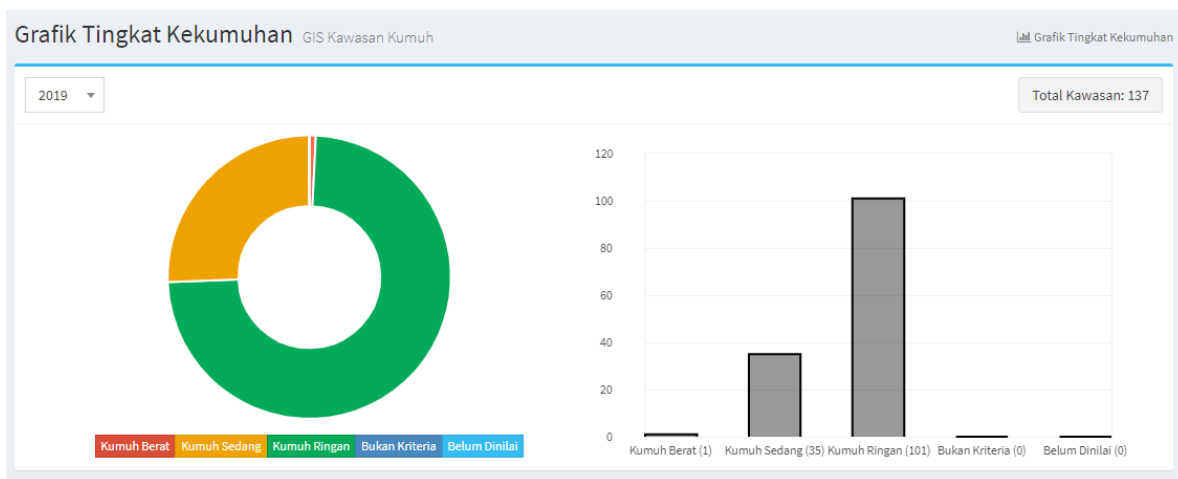 Grafik Tingkat Kekumuhan GIS Kawasan Kumuh
Grafik Tingkat Kekumuhan
2019
Total Kawasan: 137
Kumuh Berat Kumuh Sedang Kumuh Ringan Bukan Kriteria Belum Dinilai
120
100
80
60
40
20
0
Kumuh Berat (1) Kumuh Sedang (35) Kumuh Ringan (101) Bukan Kriteria (0) Belum Dinilai (0)